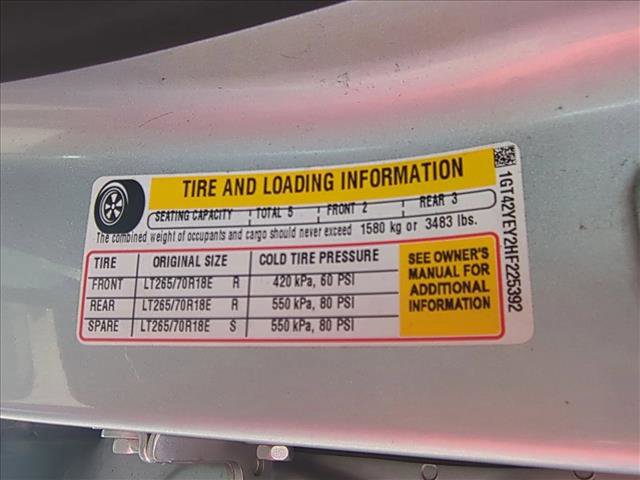 TIRE AND LOADING INFORMATION
SEATING CAPACITY TOTAL 5 FRONT 2 REAR 3
The combined weight of occupants and cargo should never exceed 1580 kg or 3483 lbs.
TIRE ORIGINAL SIZE COLD TIRE PRESSURE
FRONT LT265/70R18E R 420 kPa, 60 PSI
REAR LT265/70R18E R 550 kPa, 80 PSI
SPARE LT265/70R18E S 550 kPa, 80 PSI
SEE OWNER'S
MANUAL FOR
ADDITIONAL
INFORMATION
1GT42YEY2HF225392